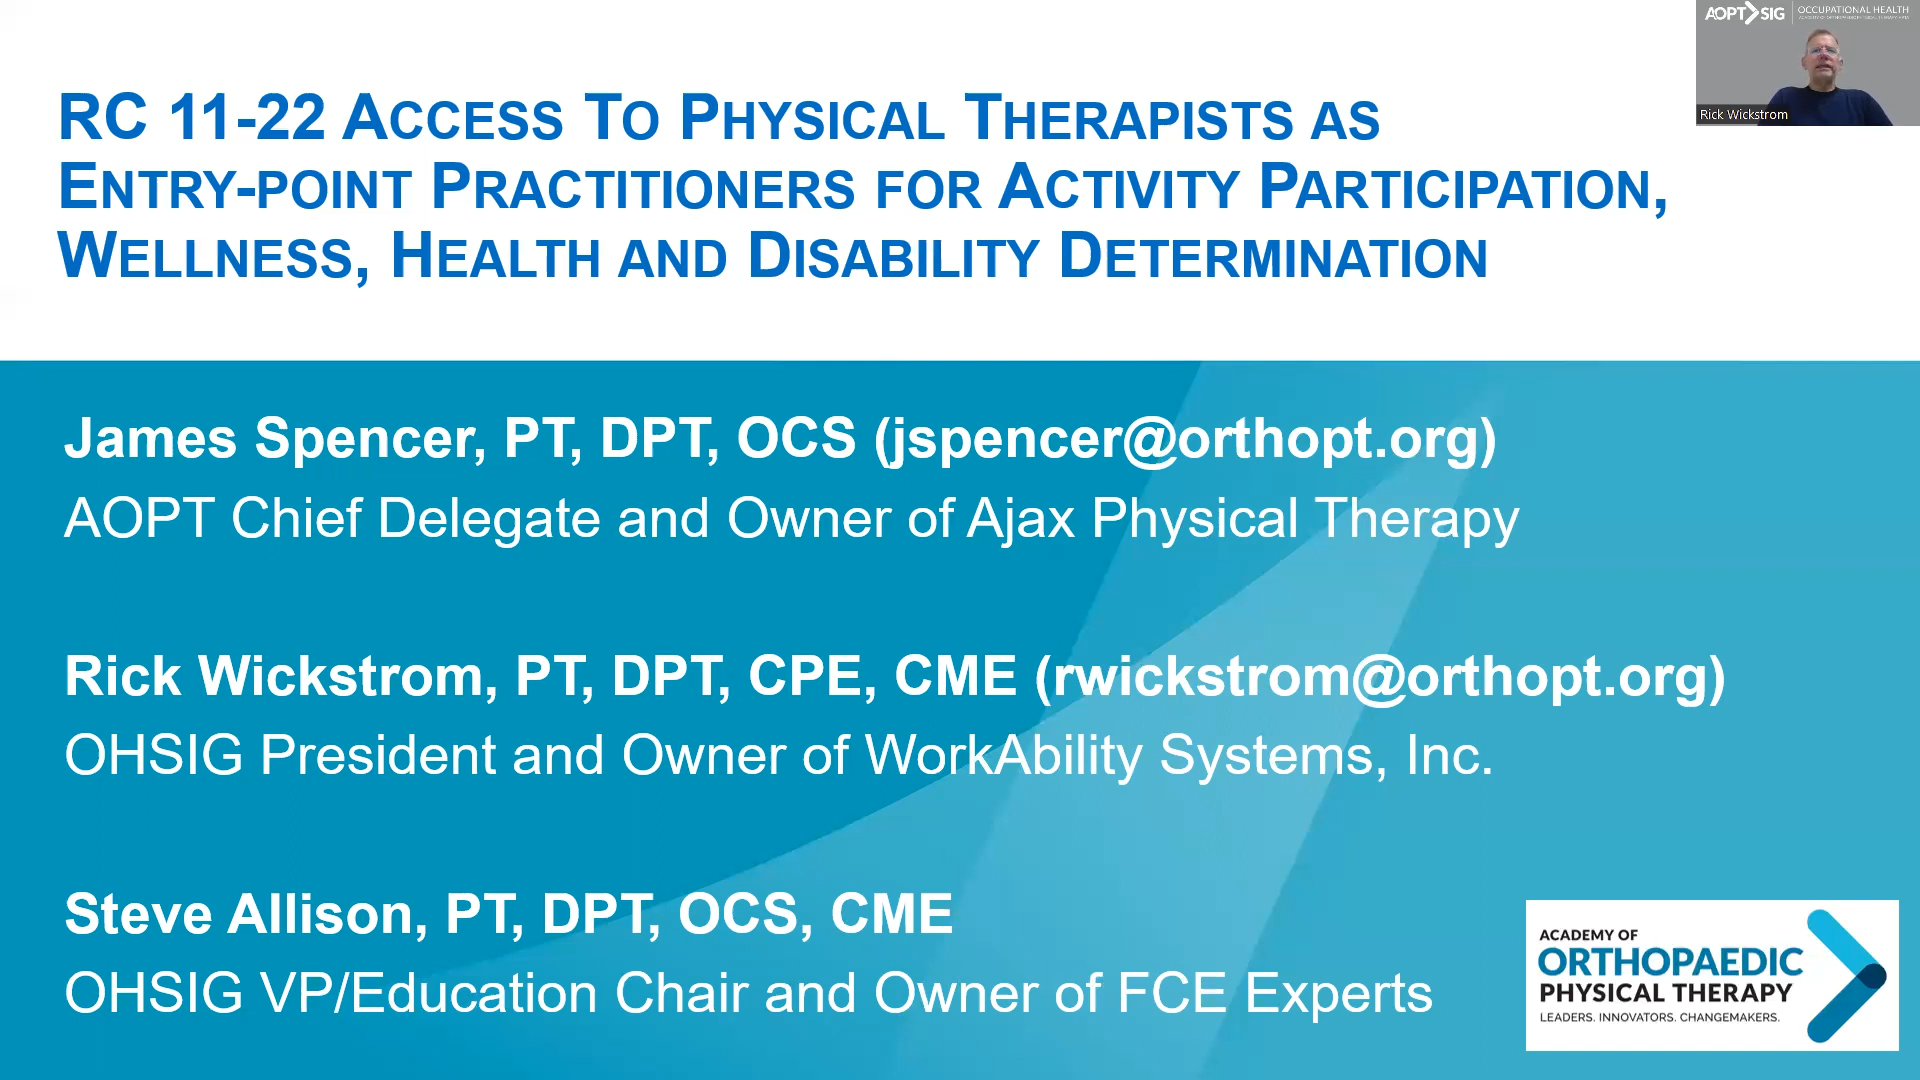 AOPT SIG OCCUPATIONAL HEALTH
Rick Wickstrom
RC 11-22 ACCESS TO PHYSICAL THERAPISTS AS
ENTRY-POINT PRACTITIONERS FOR ACTIVITY PARTICIPATION,
WELLNESS, HEALTH AND DISABILITY DETERMINATION
James Spencer, PT, DPT, OCS (jspencer@orthopt.org)
AOPT Chief Delegate and Owner of Ajax Physical Therapy
Rick Wickstrom, PT, DPT, CPE, CME (rwickstrom@orthopt.org)
OHSIG President and Owner of WorkAbility Systems, Inc.
Steve Allison, PT, DPT, OCS, CME
OHSIG VP/Education Chair and Owner of FCE Experts
ACADEMY OF
ORTHOPAEDIC
PHYSICAL THERAPY
LEADERS. INNOVATORS. CHANGEMAKERS.